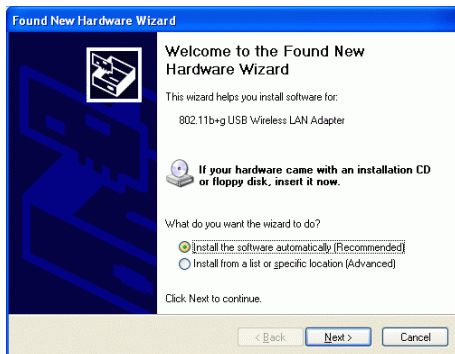 Found New Hardware Wizard
Welcome to the Found New
Hardware Wizard
This wizard helps you install software for:
802.11b+g USB Wireless LAN Adapter
If your hardware came with an installation CD
or floppy disk, insert it now.
What do you want the wizard to do?
Install the software automatically (Recommended)
Install from a list or specific location (Advanced)
Click Next to continue.
< Back Next > Cancel